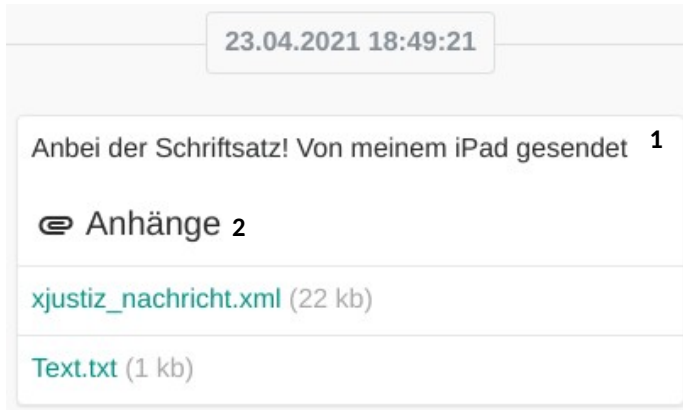 23.04.2021 18:49:21
Anbei der Schriftsatz! Von meinem iPad gesendet 1
Anhänge 2
xjustiz_nachricht.xml (22 kb)
Text.txt (1 kb)